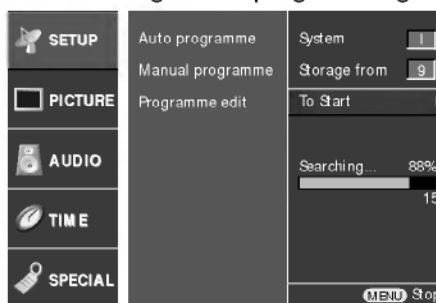 SETUP
PICTURE
AUDIO
TIME
SPECIAL
Auto programme
Manual programme
Programme edit
System I
Storage from 9
To Start
Searching... 88%
15
MENU Stop